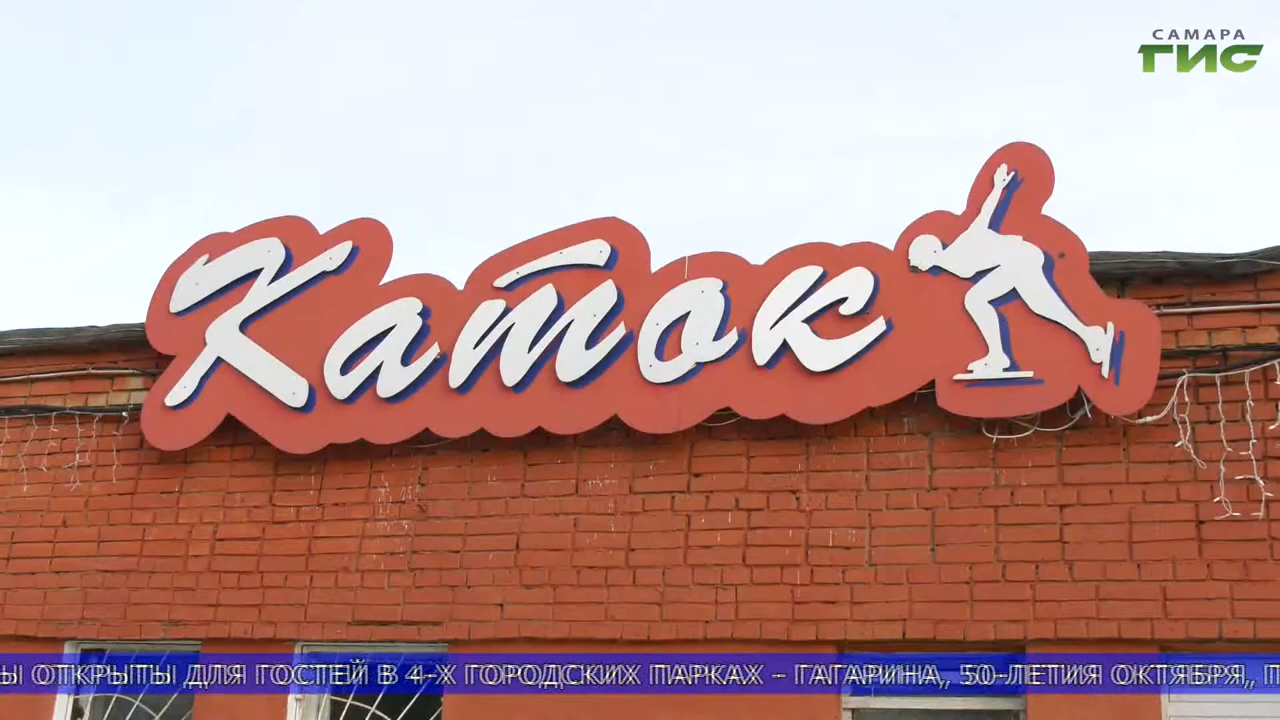 САМАРА
ГИС
Каток
ОТКРЫТЫ ДЛЯ ГОСТЕЙ В 4-Х ГОРОДСКИХ ПАРКАХ - ГАГАРИНА, 50-ЛЕТИЯ ОКТЯБРЯ,